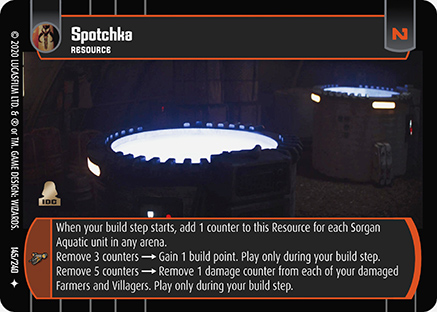 Spotchka
RESOURCE
N
© 2020 LUCASFILM LTD. & ® or TM. GAME DESIGN: WIZARDS.
IDC
145/240
When your build step starts, add 1 counter to this Resource for each Sorgan
Aquatic unit in any arena.
Remove 3 counters → Gain 1 build point. Play only during your build step.
Remove 5 counters → Remove 1 damage counter from each of your damaged
Farmers and Villagers. Play only during your build step.